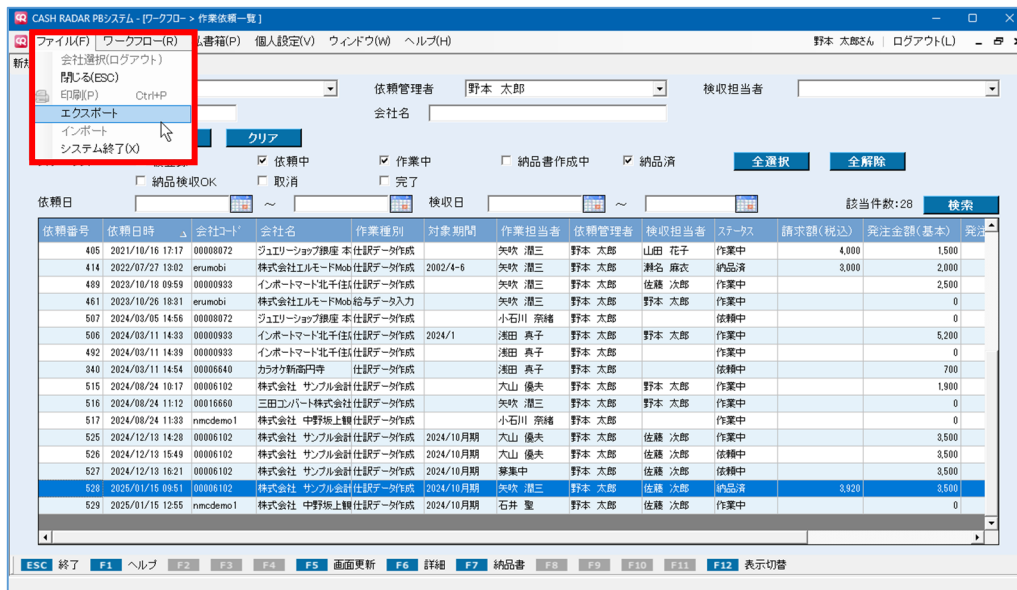 CASH RADAR PBシステム - [ワークフロー > 作業依頼一覧 ]
ファイル(F) ワークフロー(R) 書箱(P) 個人設定(V) ウィンドウ(W) ヘルプ(H) 野本 太郎さん ログアウト(L)
新規
会社選択(ログアウト)
閉じる(ESC)
印刷(P) Ctrl+P
エクスポート
インポート
システム終了(X)
依頼管理者 野本 太郎 検収担当者
会社名
クリア
依頼中 作業中 納品書作成中 納品済 全選択 全解除
納品検収OK 取消 完了
依頼日 ～ 検収日 ～ 該当件数:28 検索
依頼番号 依頼日時 会社コード 会社名 作業種別 対象期間 作業担当者 依頼管理者 検収担当者 ステータス 請求額(税込) 発注金額(基本) 発注
405 2021/10/16 17:17 00008072 ジュエリーショップ銀座 本 仕訳データ作成 矢吹 潤三 野本 太郎 山田 花子 作業中 4,000 1,500
414 2022/07/27 13:02 erumobi 株式会社エルモードMob 仕訳データ作成 2002/4-6 矢吹 潤三 野本 太郎 瀬名 麻衣 納品済 3,000 2,000
489 2023/10/18 09:59 00000933 インポートマート北千住 仕訳データ作成 矢吹 潤三 野本 太郎 佐藤 次郎 作業中 2,500
461 2023/10/26 18:31 erumobi 株式会社エルモードMob 給与データ入力 矢吹 潤三 野本 太郎 野本 太郎 作業中 0
507 2024/03/05 14:56 00008072 ジュエリーショップ銀座 本 仕訳データ作成 小石川 奈緒 野本 太郎 依頼中 0
506 2024/03/11 14:33 00000933 インポートマート北千住 仕訳データ作成 2024/1 浅田 真子 野本 太郎 野本 太郎 作業中 5,200
492 2024/03/11 14:39 00000933 インポートマート北千住 仕訳データ作成 浅田 真子 野本 太郎 作業中 0
340 2024/03/11 14:54 00006640 カラオケ新高円寺 仕訳データ作成 浅田 真子 野本 太郎 依頼中 700
515 2024/08/24 10:17 00006102 株式会社 サンプル会計 仕訳データ作成 大山 優夫 野本 太郎 野本 太郎 作業中 1,900
516 2024/08/24 11:12 00016660 三田コンバート株式会社 仕訳データ作成 矢吹 潤三 野本 太郎 野本 太郎 作業中 0
517 2024/08/24 11:33 nmcdemo1 株式会社 中野坂上観 仕訳データ作成 小石川 奈緒 野本 太郎 作業中 0
525 2024/12/13 14:28 00006102 株式会社 サンプル会計 仕訳データ作成 2024/10月期 大山 優夫 野本 太郎 佐藤 次郎 作業中 3,500
526 2024/12/13 15:49 00006102 株式会社 サンプル会計 仕訳データ作成 2024/10月期 大山 優夫 野本 太郎 佐藤 次郎 依頼中 3,500
527 2024/12/13 16:21 00006102 株式会社 サンプル会計 仕訳データ作成 2024/10月期 募集中 野本 太郎 佐藤 次郎 依頼中 3,500
528 2025/01/15 09:51 00006102 株式会社 サンプル会計 仕訳データ作成 2024/10月期 矢吹 潤三 野本 太郎 佐藤 次郎 納品済 3,920 3,500
529 2025/01/15 12:55 nmcdemo1 株式会社 中野坂上観 仕訳データ作成 2024/10月期 石井 聖 野本 太郎 佐藤 次郎 作業中 0
ESC 終了 F1 ヘルプ F2 F3 F4 F5 画面更新 F6 詳細 F7 納品書 F8 F9 F10 F11 F12 表示切替